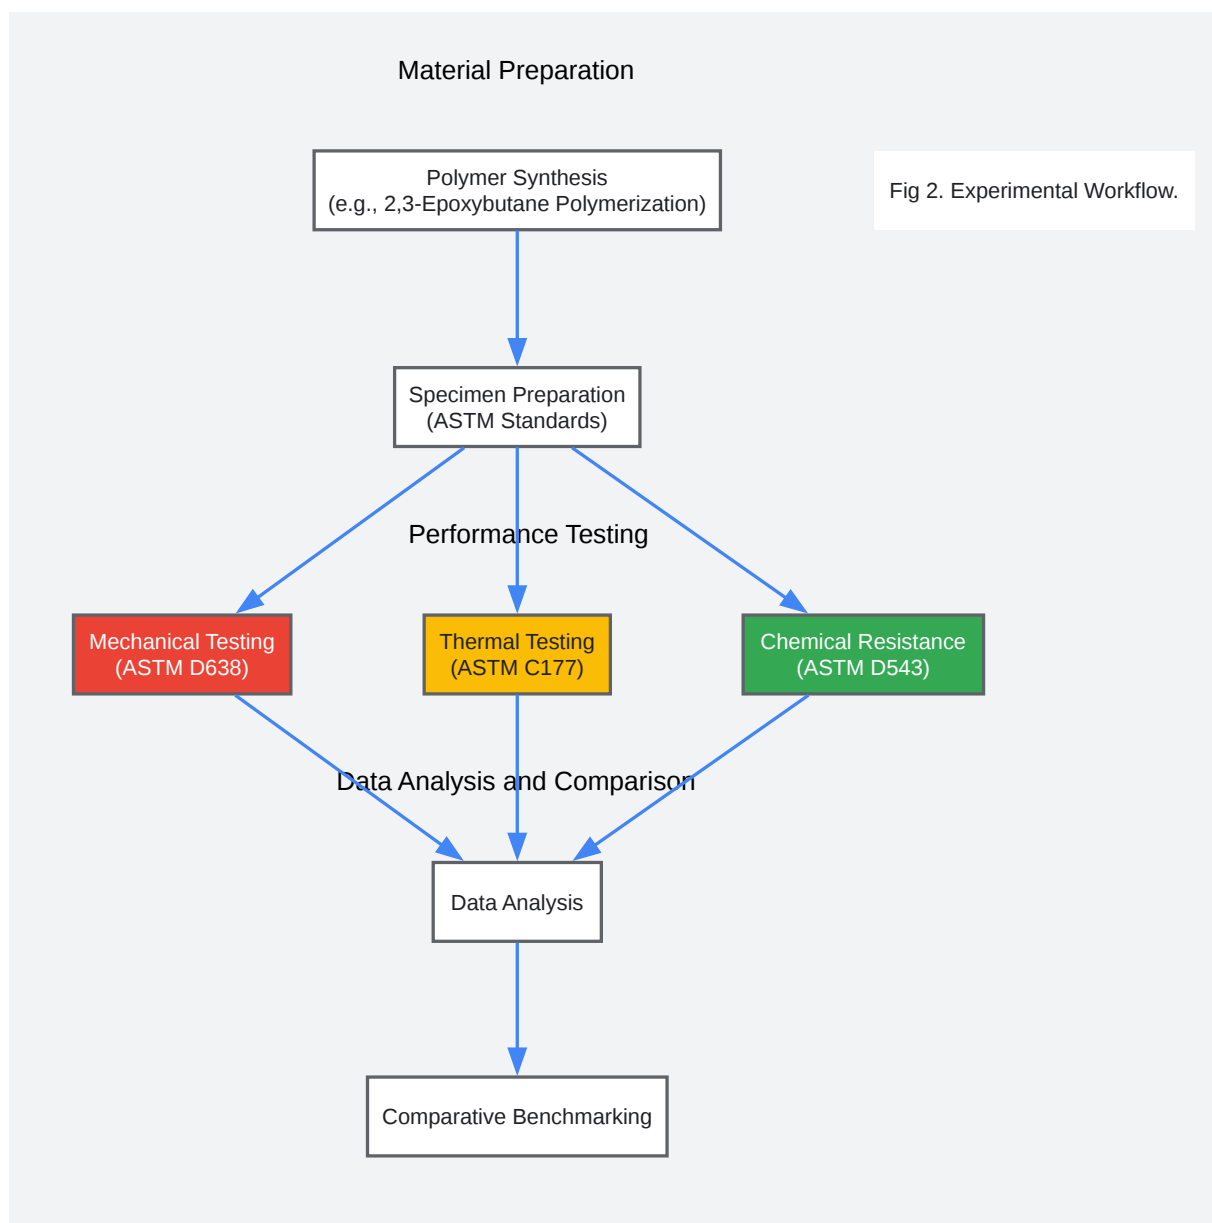 Material Preparation
Polymer Synthesis
(e.g., 2,3-Epoxybutane Polymerization)
Fig 2. Experimental Workflow.
Specimen Preparation
(ASTM Standards)
Performance Testing
Mechanical Testing
(ASTM D638)
Thermal Testing
(ASTM C177)
Chemical Resistance
(ASTM D543)
Data Analysis and Comparison
Data Analysis
Comparative Benchmarking